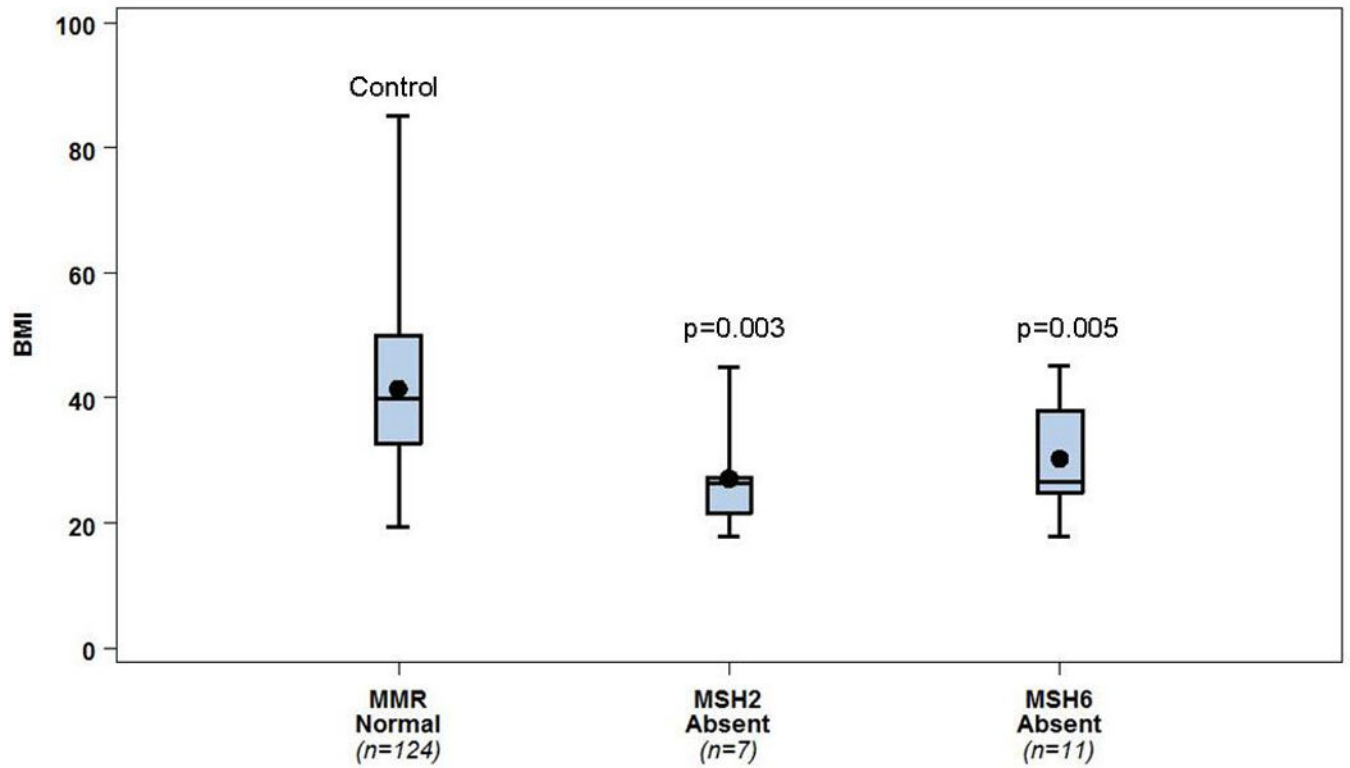 100
Control
80
60
p=0.003
p=0.005
BMI
40
20
0
MMR
Normal
(n=124)
MSH2
Absent
(n=7)
MSH6
Absent
(n=11)